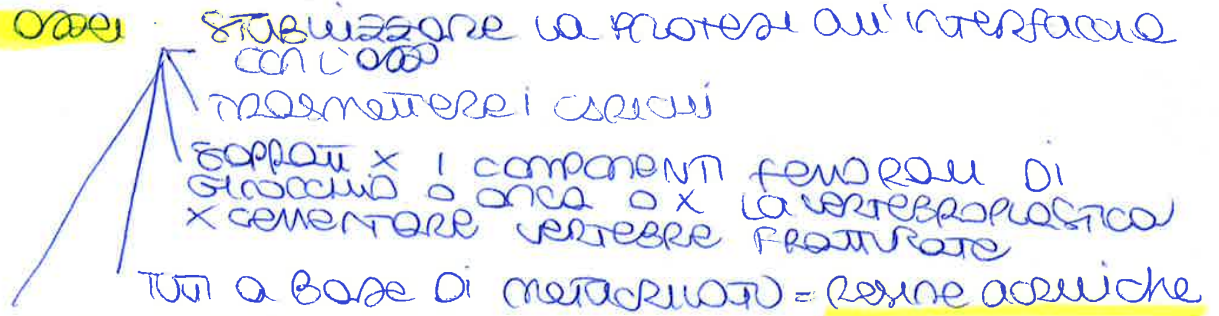 OSSEI STABILIZZARE LA PROTESI ALL'INTERFACCIA
CON L'OSSO
TRASMETTERE I CARICHI
SOPRATT X I COMPONENTI FEMORALI DI
GINOCCHIO O ANCA O X LA VERTEBROPLASTICA
X CEMENTARE VERTEBRE FRATTURATE
TUTTI A BASE DI METACRILATO = RESINE ACRILICHE